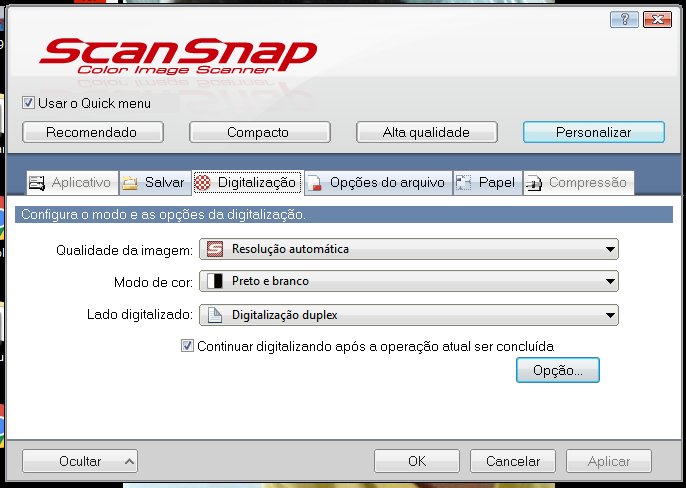 ScanSnap
Color Image Scanner
Usar o Quick menu
Recomendado Compacto Alta qualidade Personalizar
Aplicativo Salvar Digitalização Opções do arquivo Papel Compressão
Configura o modo e as opções da digitalização.
Qualidade da imagem: Resolução automática
Modo de cor: Preto e branco
Lado digitalizado: Digitalização duplex
Continuar digitalizando após a operação atual ser concluída
Opção...
Ocultar OK Cancelar Aplicar